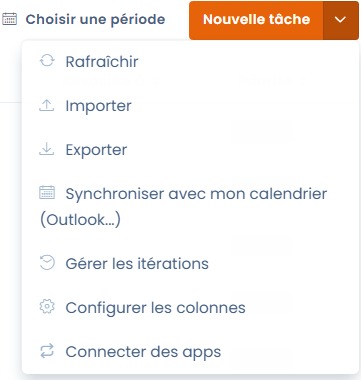 Choisir une période
Nouvelle tâche
Rafraîchir
Importer
Exporter
Synchroniser avec mon calendrier
(Outlook...)
Gérer les itérations
Configurer les colonnes
Connecter des apps